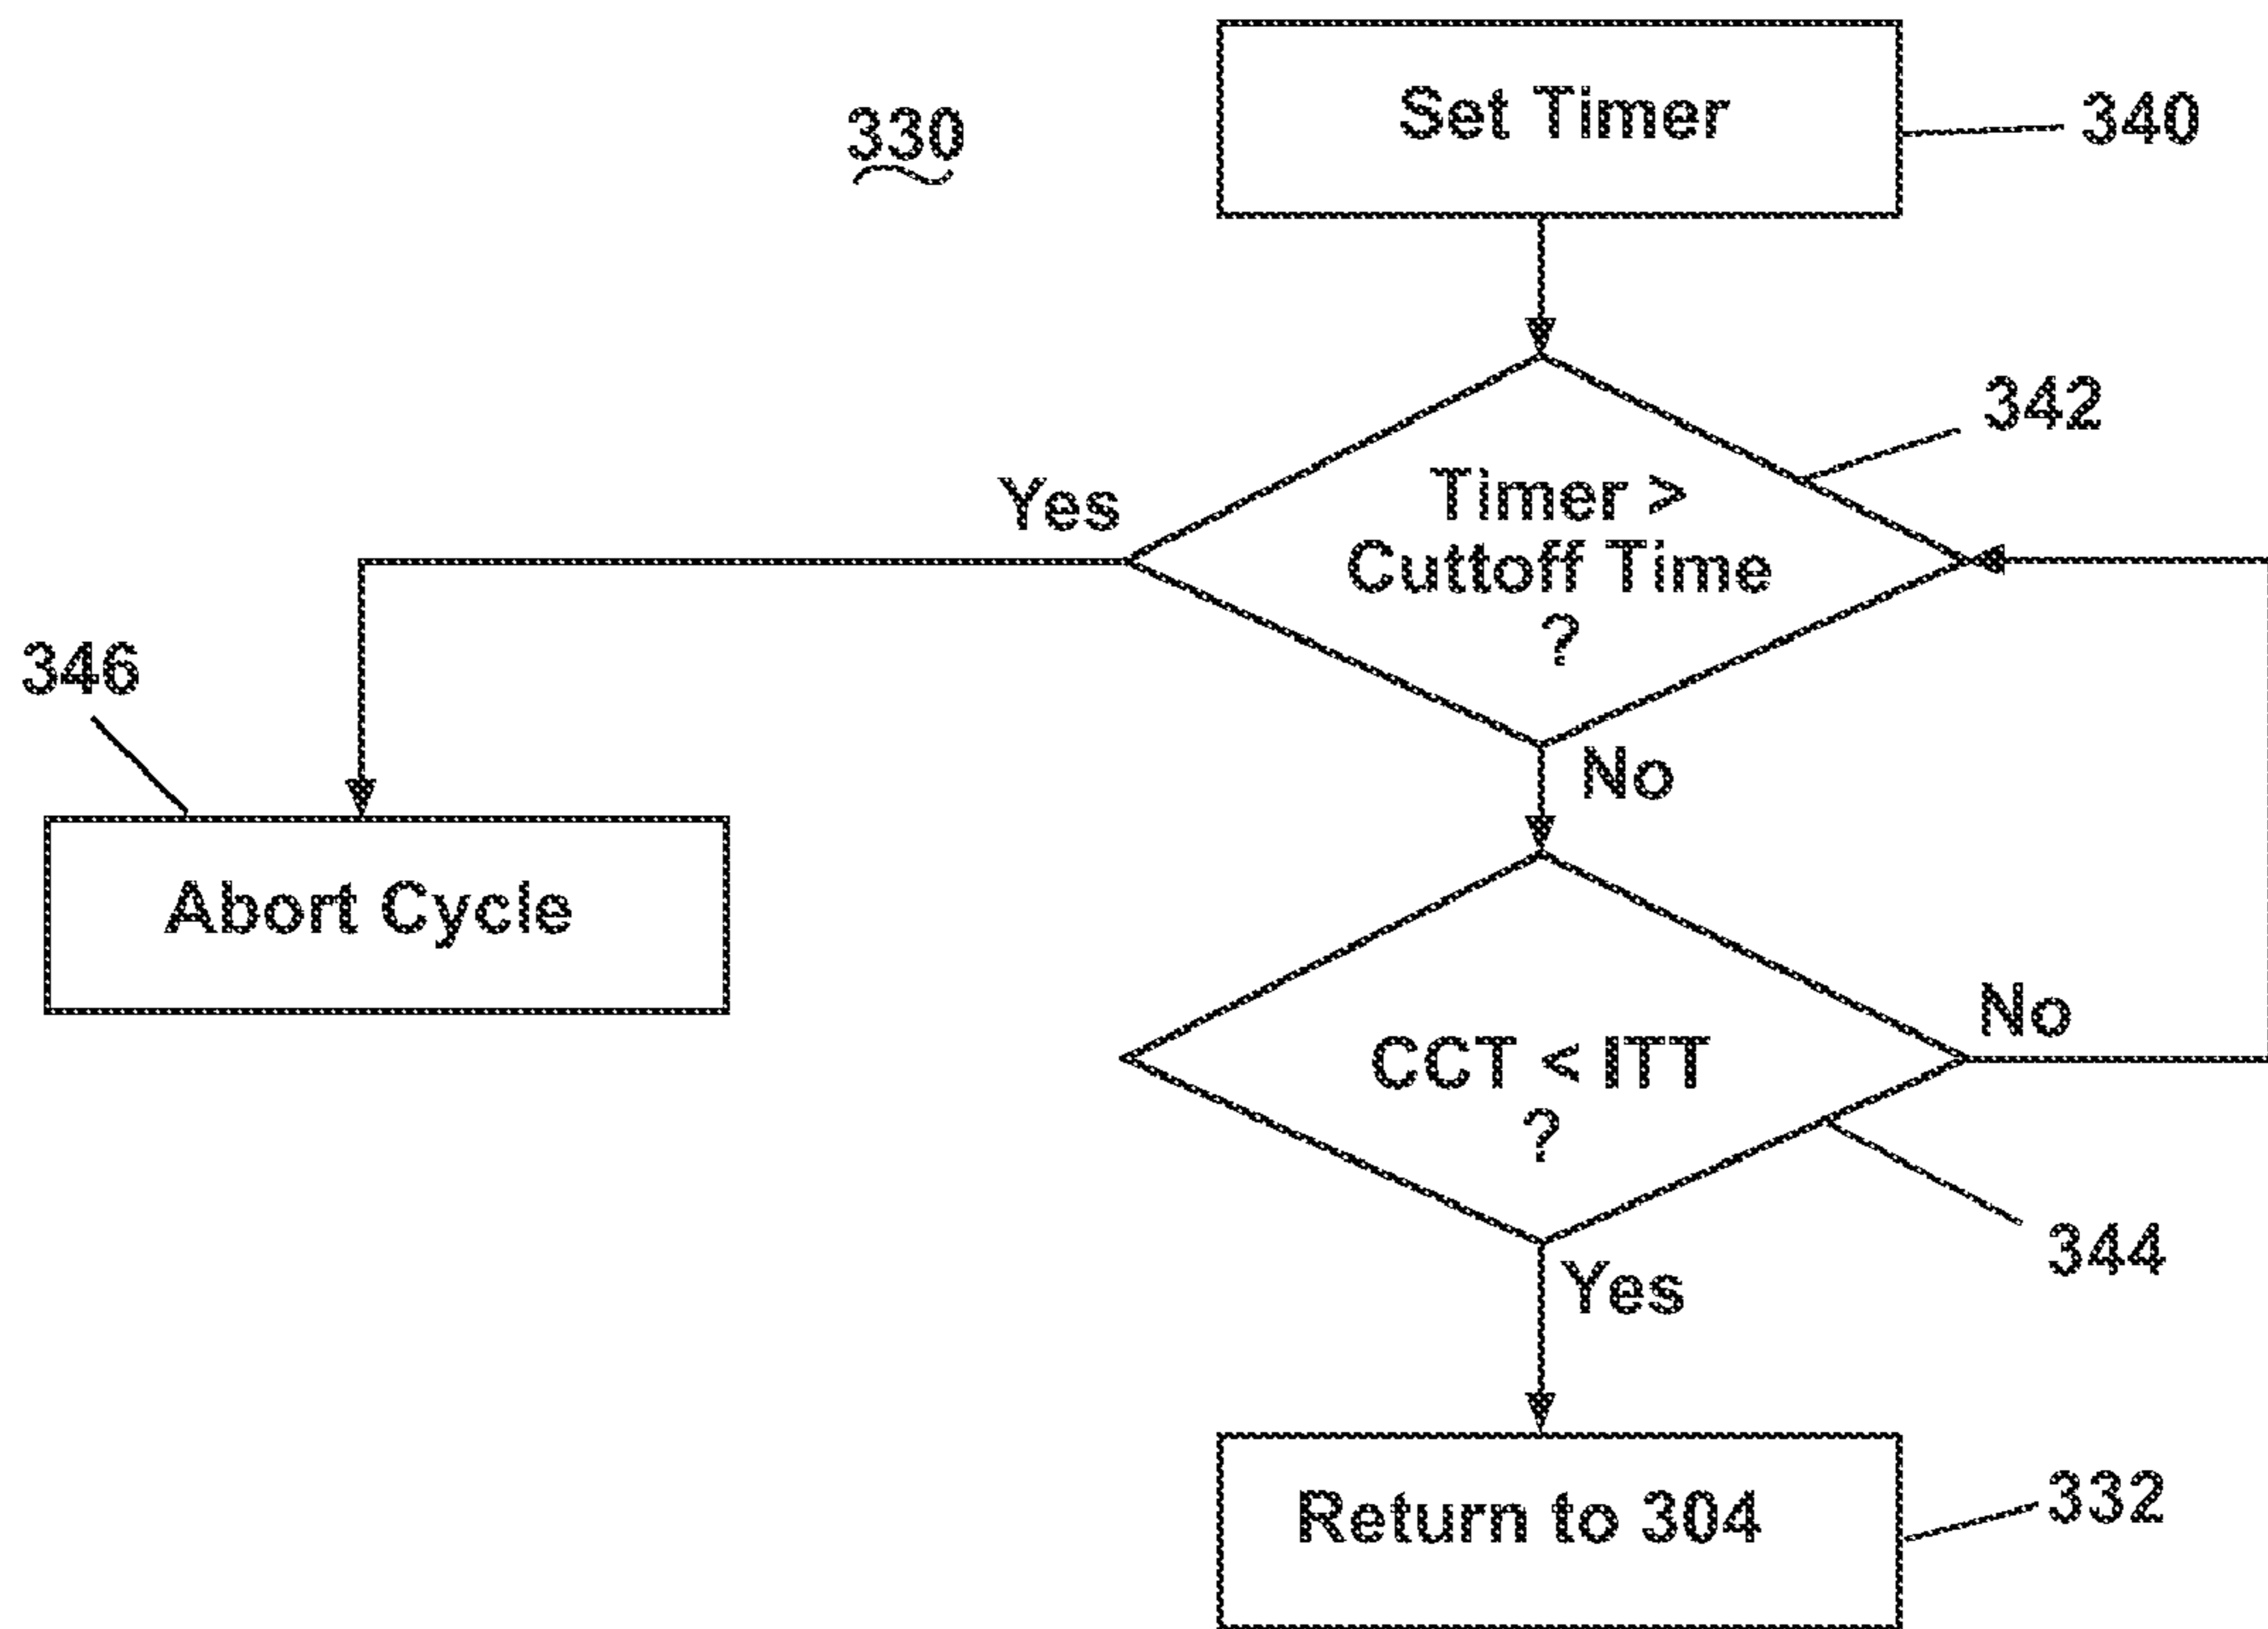 330
Set Timer
340
342
Yes
Timer >
Cuttoff Time
?
346
No
Abort Cycle
No
CCT < ITT
?
344
Yes
Return to 304
332